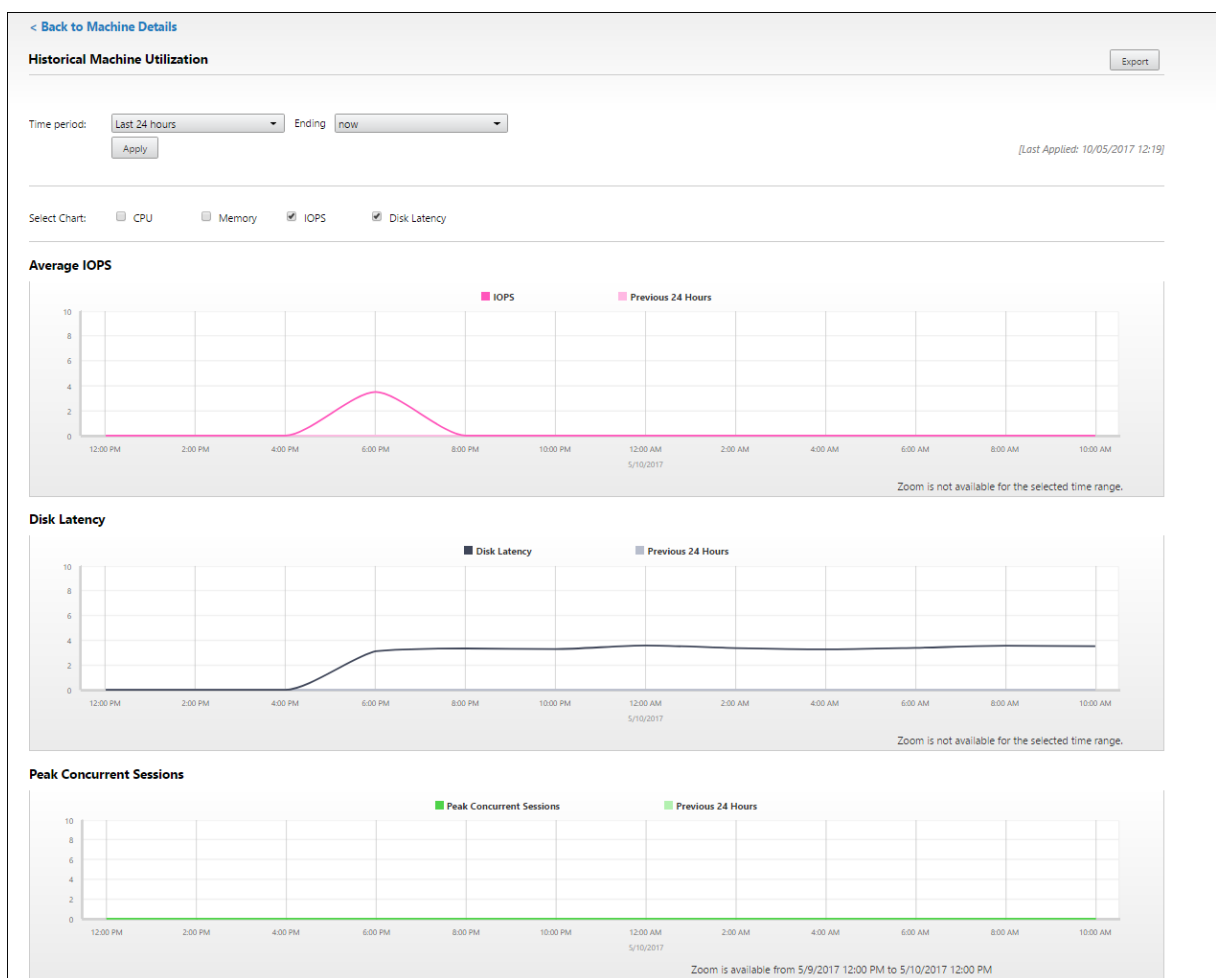 < Back to Machine Details
Historical Machine Utilization
Export
Time period: Last 24 hours Ending now
Apply
[Last Applied: 10/05/2017 12:19]
Select Chart: CPU Memory IOPS Disk Latency
Average IOPS
IOPS Previous 24 Hours
10
8
6
4
2
0
12:00 PM 2:00 PM 4:00 PM 6:00 PM 8:00 PM 10:00 PM 12:00 AM 2:00 AM 4:00 AM 6:00 AM 8:00 AM 10:00 AM
5/10/2017
Zoom is not available for the selected time range.
Disk Latency
Disk Latency Previous 24 Hours
10
8
6
4
2
0
12:00 PM 2:00 PM 4:00 PM 6:00 PM 8:00 PM 10:00 PM 12:00 AM 2:00 AM 4:00 AM 6:00 AM 8:00 AM 10:00 AM
5/10/2017
Zoom is not available for the selected time range.
Peak Concurrent Sessions
Peak Concurrent Sessions Previous 24 Hours
10
8
6
4
2
0
12:00 PM 2:00 PM 4:00 PM 6:00 PM 8:00 PM 10:00 PM 12:00 AM 2:00 AM 4:00 AM 6:00 AM 8:00 AM 10:00 AM
5/10/2017
Zoom is available from 5/9/2017 12:00 PM to 5/10/2017 12:00 PM